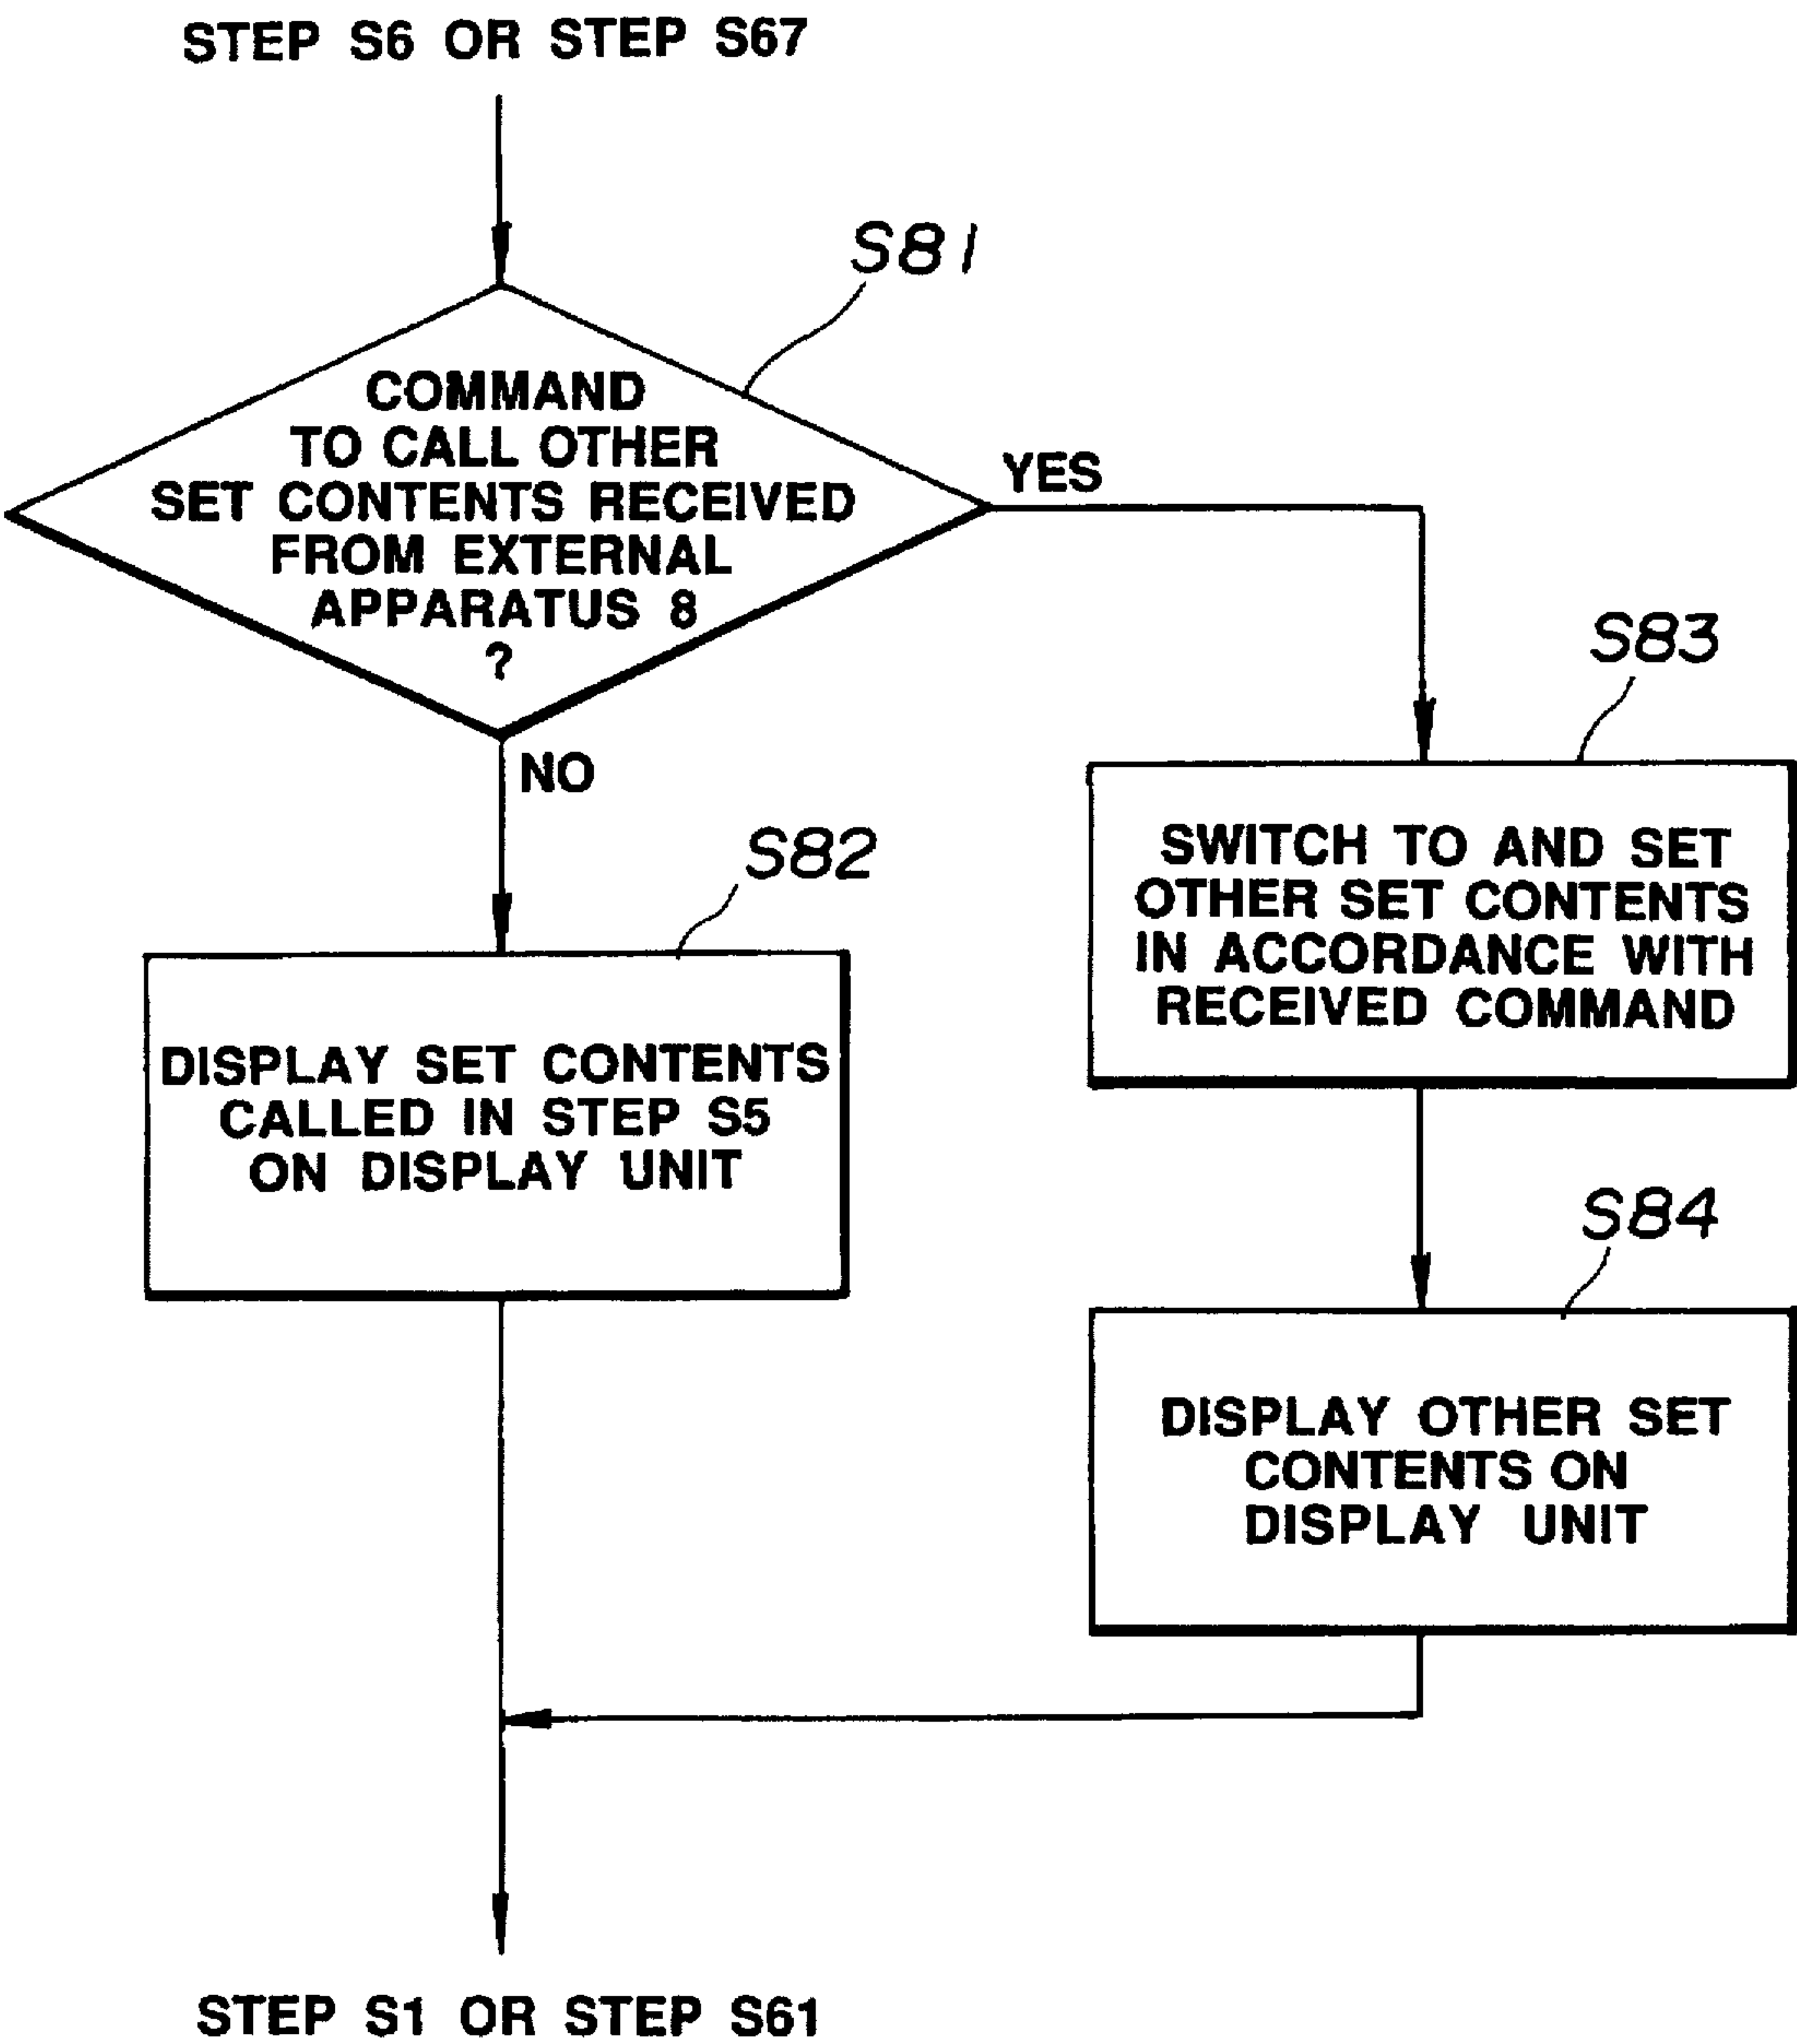 STEP S6 OR STEP S67
S81
COMMAND
TO CALL OTHER
SET CONTENTS RECEIVED
FROM EXTERNAL
APPARATUS 8
?
YES
NO
S82
DISPLAY SET CONTENTS
CALLED IN STEP S5
ON DISPLAY UNIT
S83
SWITCH TO AND SET
OTHER SET CONTENTS
IN ACCORDANCE WITH
RECEIVED COMMAND
S84
DISPLAY OTHER SET
CONTENTS ON
DISPLAY UNIT
STEP S1 OR STEP S61